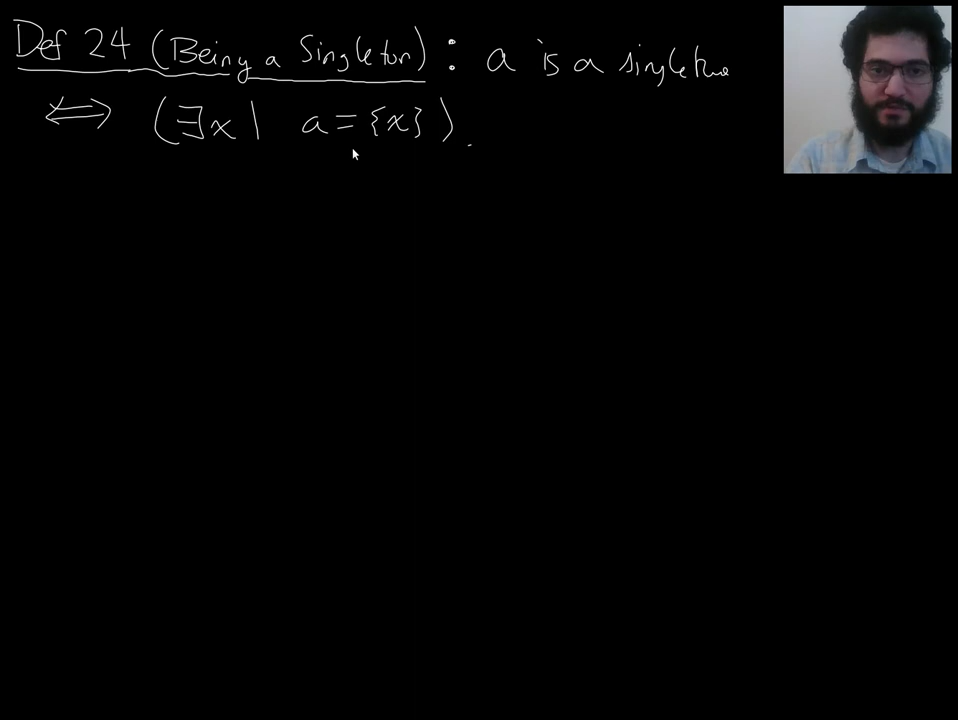 Def 24 (Being a Singleton) : a is a singleton
⟺ (∃x | a = {x}).